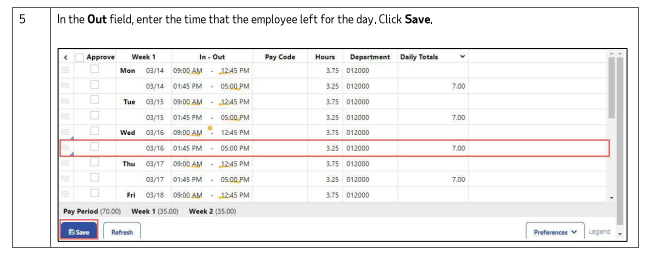 5 In the Out field, enter the time that the employee left for the day. Click Save.
< Approve Week 1 In - Out Pay Code Hours Department Daily Totals
Mon 03/14 09:00 AM - 12:45 PM 3.75 012000
03/14 01:45 PM - 05:00 PM 3.25 012000 7.00
Tue 03/15 09:00 AM - 12:45 PM 3.75 012000
03/15 01:45 PM - 05:00 PM 3.25 012000 7.00
Wed 03/16 09:00 AM - 12:45 PM 3.75 012000
03/16 01:45 PM - 05:00 PM 3.25 012000 7.00
Thu 03/17 09:00 AM - 12:45 PM 3.75 012000
03/17 01:45 PM - 05:00 PM 3.25 012000 7.00
Fri 03/18 09:00 AM - 12:45 PM 3.75 012000
Pay Period (70.00) Week 1 (35.00) Week 2 (35.00)
Save Refresh Preferences Legend